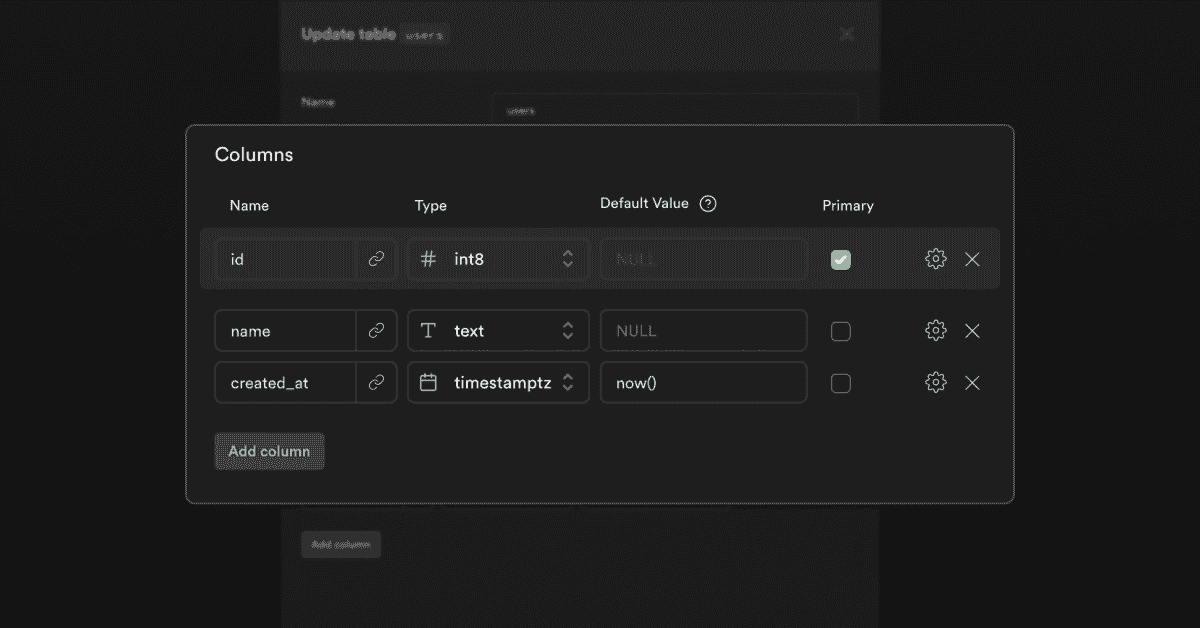 Update table users
Name
users
Columns
Name Type Default Value ? Primary
id # int8 NULL
name T text NULL
created_at timestamptz now()
Add column
Add column